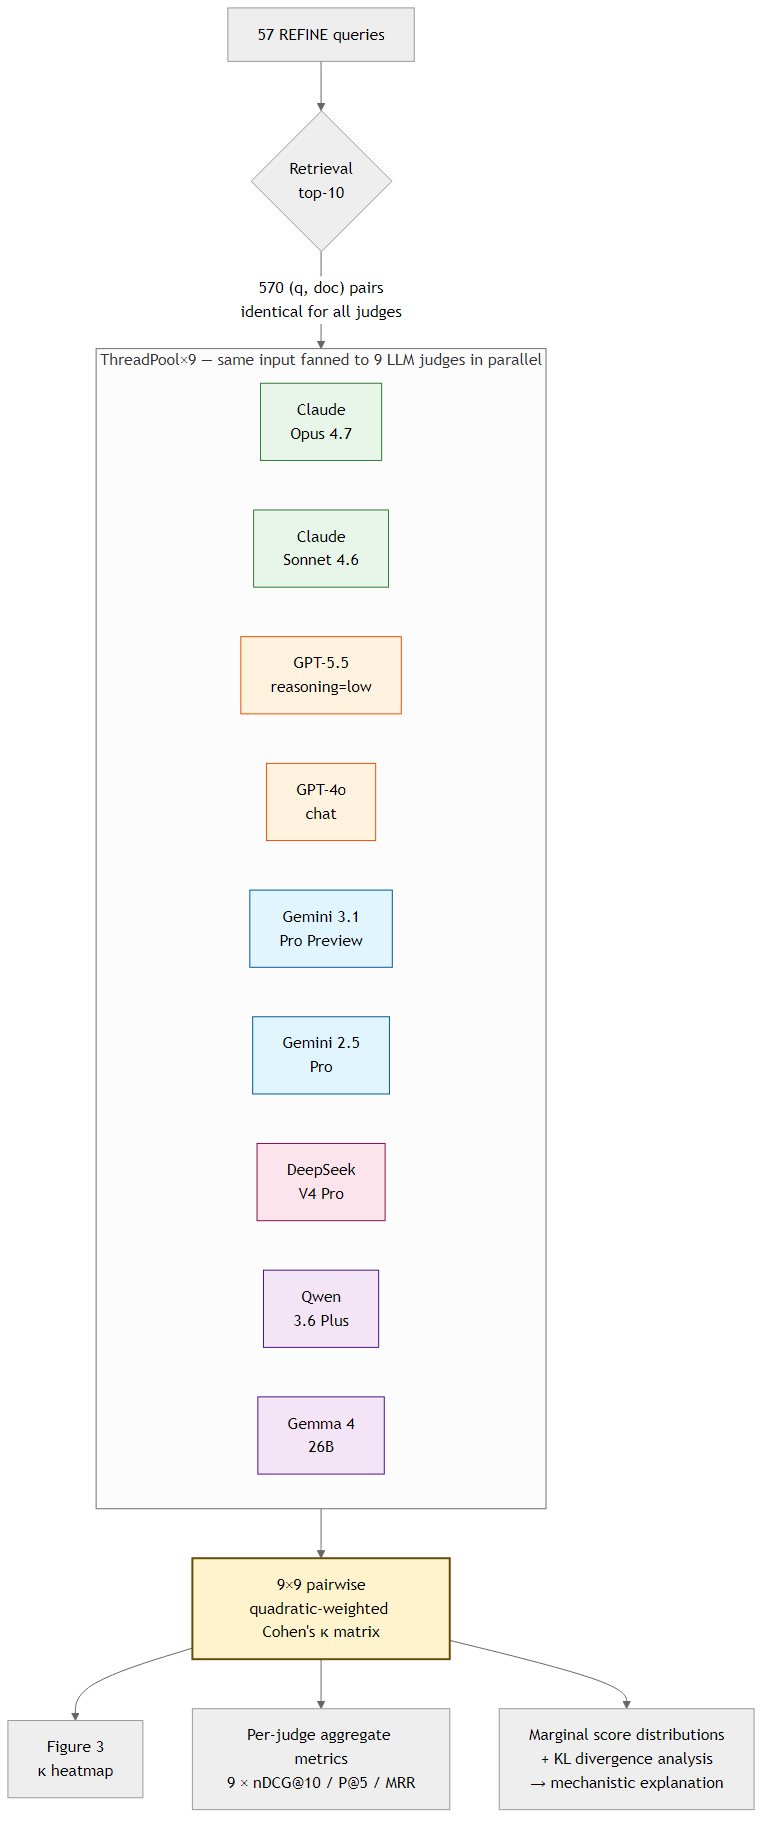 57 REFINE queries
Retrieval
top-10
570 (q, doc) pairs
identical for all judges
ThreadPool×9 — same input fanned to 9 LLM judges in parallel
Claude
Opus 4.7
Claude
Sonnet 4.6
GPT-5.5
reasoning=low
GPT-4o
chat
Gemini 3.1
Pro Preview
Gemini 2.5
Pro
DeepSeek
V4 Pro
Qwen
3.6 Plus
Gemma 4
26B
9×9 pairwise
quadratic-weighted
Cohen's κ matrix
Figure 3
κ heatmap
Per-judge aggregate
metrics
9 × nDCG@10 / P@5 / MRR
Marginal score distributions
+ KL divergence analysis
→ mechanistic explanation